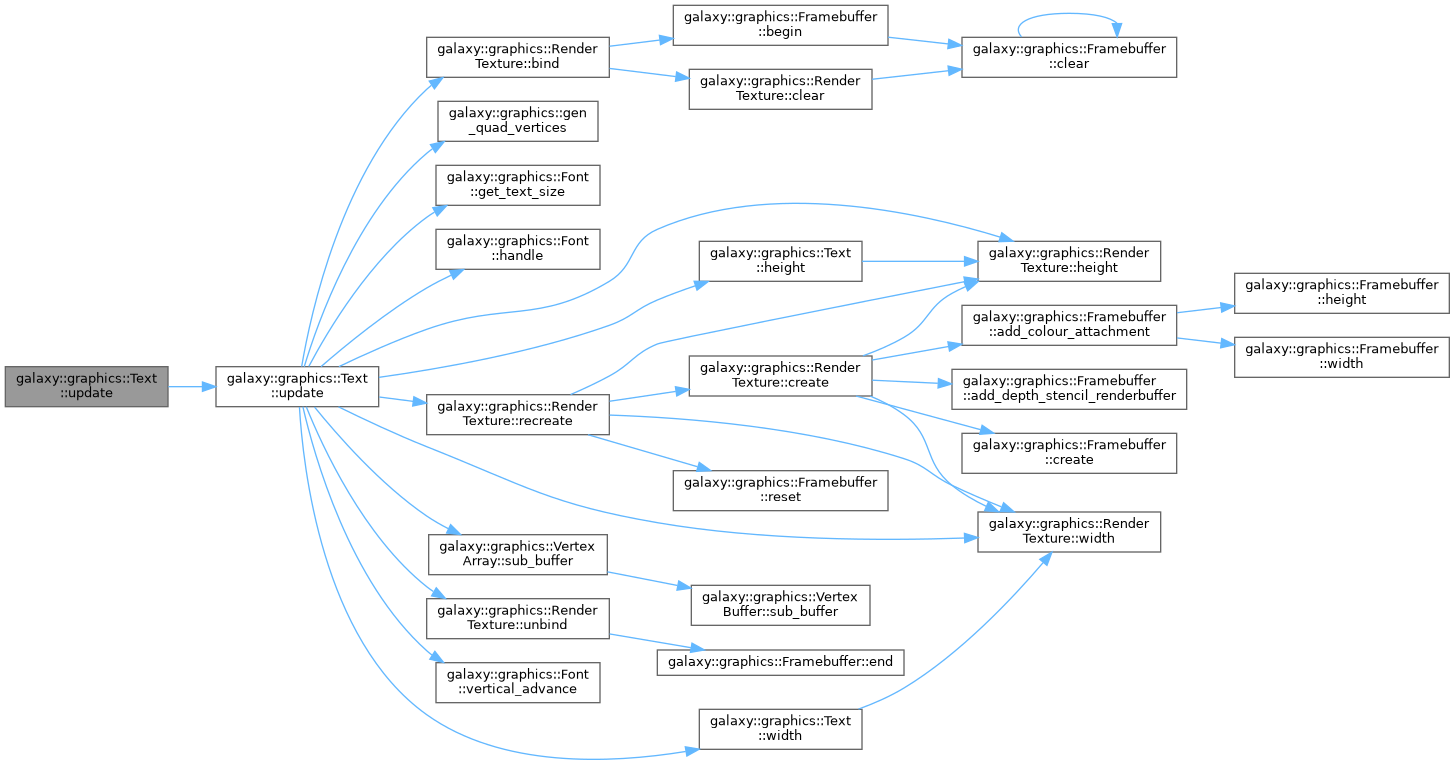 galaxy::graphics::Text
::update
galaxy::graphics::Text
::update
galaxy::graphics::Render
Texture::bind
galaxy::graphics::gen
_quad_vertices
galaxy::graphics::Font
::get_text_size
galaxy::graphics::Font
::handle
galaxy::graphics::Render
Texture::recreate
galaxy::graphics::Vertex
Array::sub_buffer
galaxy::graphics::Render
Texture::unbind
galaxy::graphics::Font
::vertical_advance
galaxy::graphics::Framebuffer
::begin
galaxy::graphics::Render
Texture::clear
galaxy::graphics::Text
::height
galaxy::graphics::Render
Texture::create
galaxy::graphics::Framebuffer
::reset
galaxy::graphics::Vertex
Buffer::sub_buffer
galaxy::graphics::Framebuffer::end
galaxy::graphics::Text
::width
galaxy::graphics::Framebuffer
::clear
galaxy::graphics::Render
Texture::height
galaxy::graphics::Framebuffer
::add_colour_attachment
galaxy::graphics::Framebuffer
::add_depth_stencil_renderbuffer
galaxy::graphics::Framebuffer
::create
galaxy::graphics::Render
Texture::width
galaxy::graphics::Framebuffer
::height
galaxy::graphics::Framebuffer
::width